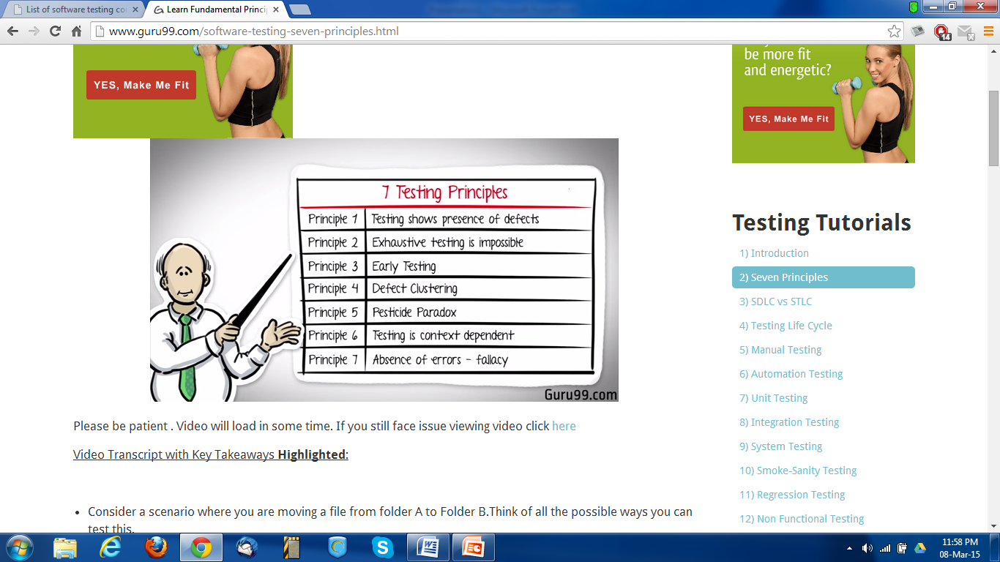 List of software testing co
Learn Fundamental Princi
www.guru99.com/software-testing-seven-principles.html
14
YES, Make Me Fit
be more fit
and energetic?
YES, Make Me Fit
7 Testing Principles
Principle 1 Testing shows presence of defects
Principle 2 Exhaustive testing is impossible
Principle 3 Early Testing
Principle 4 Defect Clustering
Principle 5 Pesticide Paradox
Principle 6 Testing is context dependent
Principle 7 Absence of errors - fallacy
Guru99.com
Please be patient . Video will load in some time. If you still face issue viewing video click here
Video Transcript with Key Takeaways Highlighted:
• Consider a scenario where you are moving a file from folder A to Folder B.Think of all the possible ways you can
test this.
Testing Tutorials
1) Introduction
2) Seven Principles
3) SDLC vs STLC
4) Testing Life Cycle
5) Manual Testing
6) Automation Testing
7) Unit Testing
8) Integration Testing
9) System Testing
10) Smoke-Sanity Testing
11) Regression Testing
12) Non Functional Testing
11:58 PM
08-Mar-15